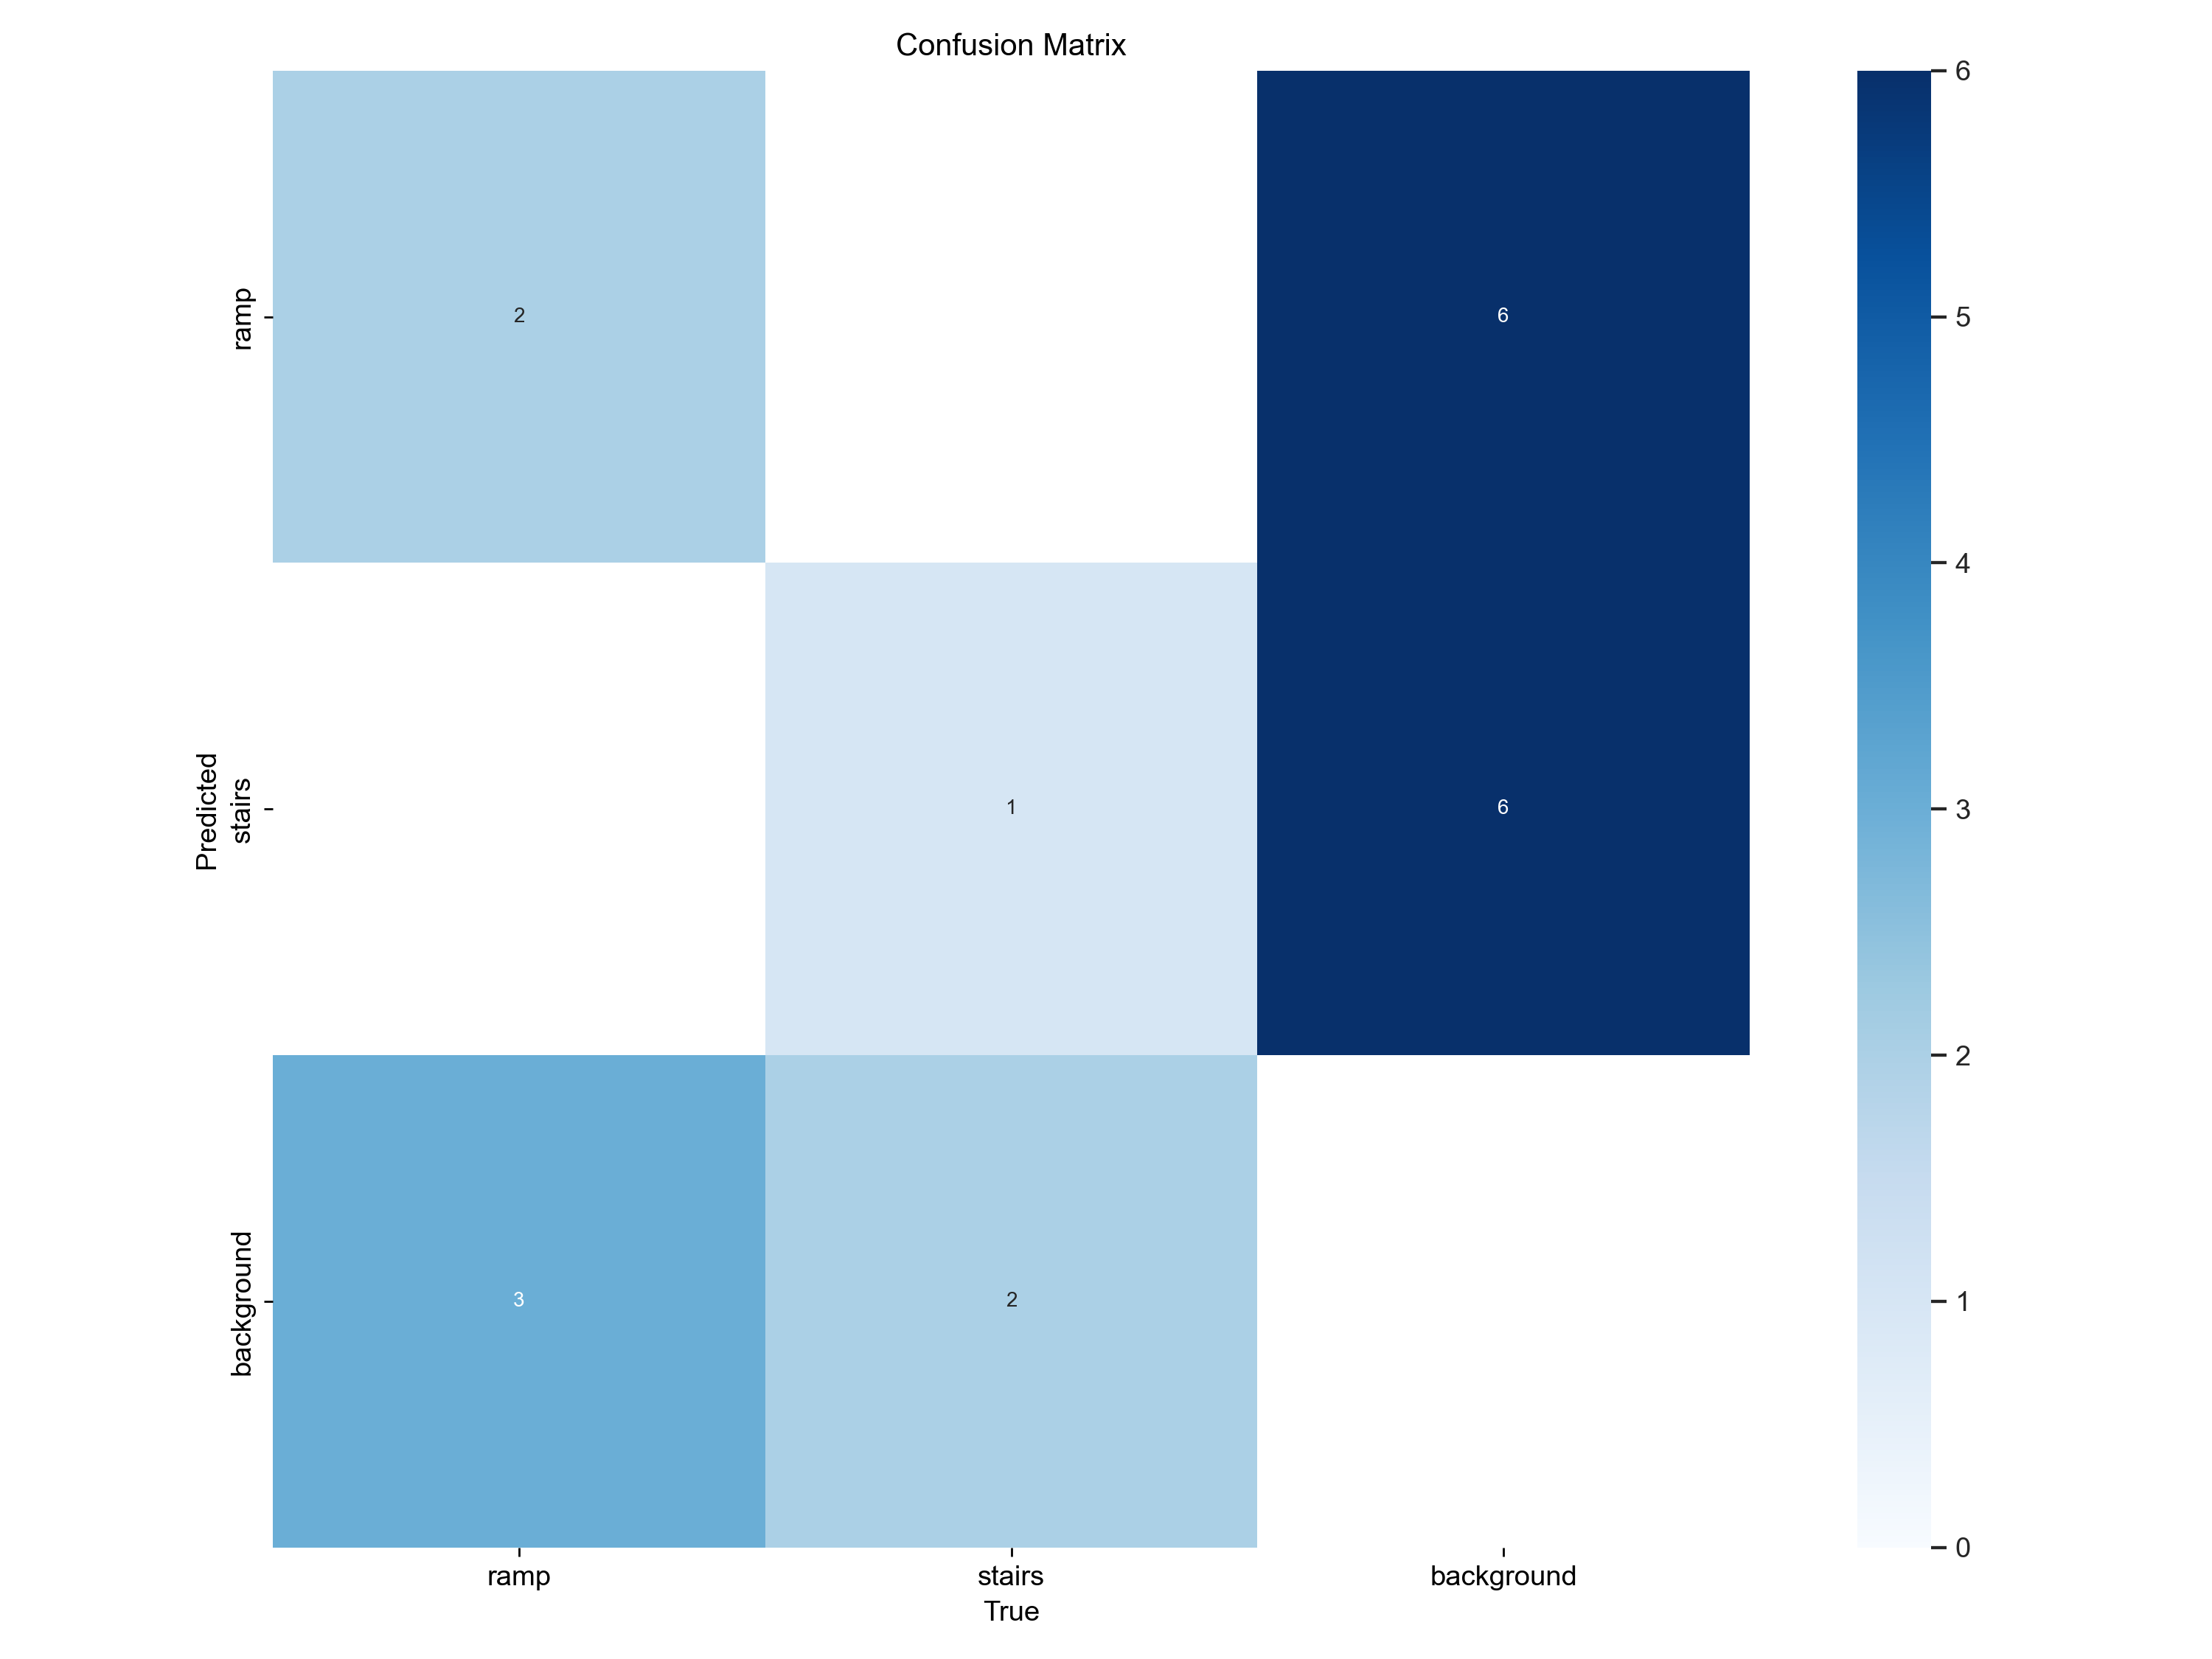 Confusion Matrix
ramp
2
6
Predicted
stairs
1
6
background
3
2
ramp
stairs
background
True
6
5
4
3
2
1
0